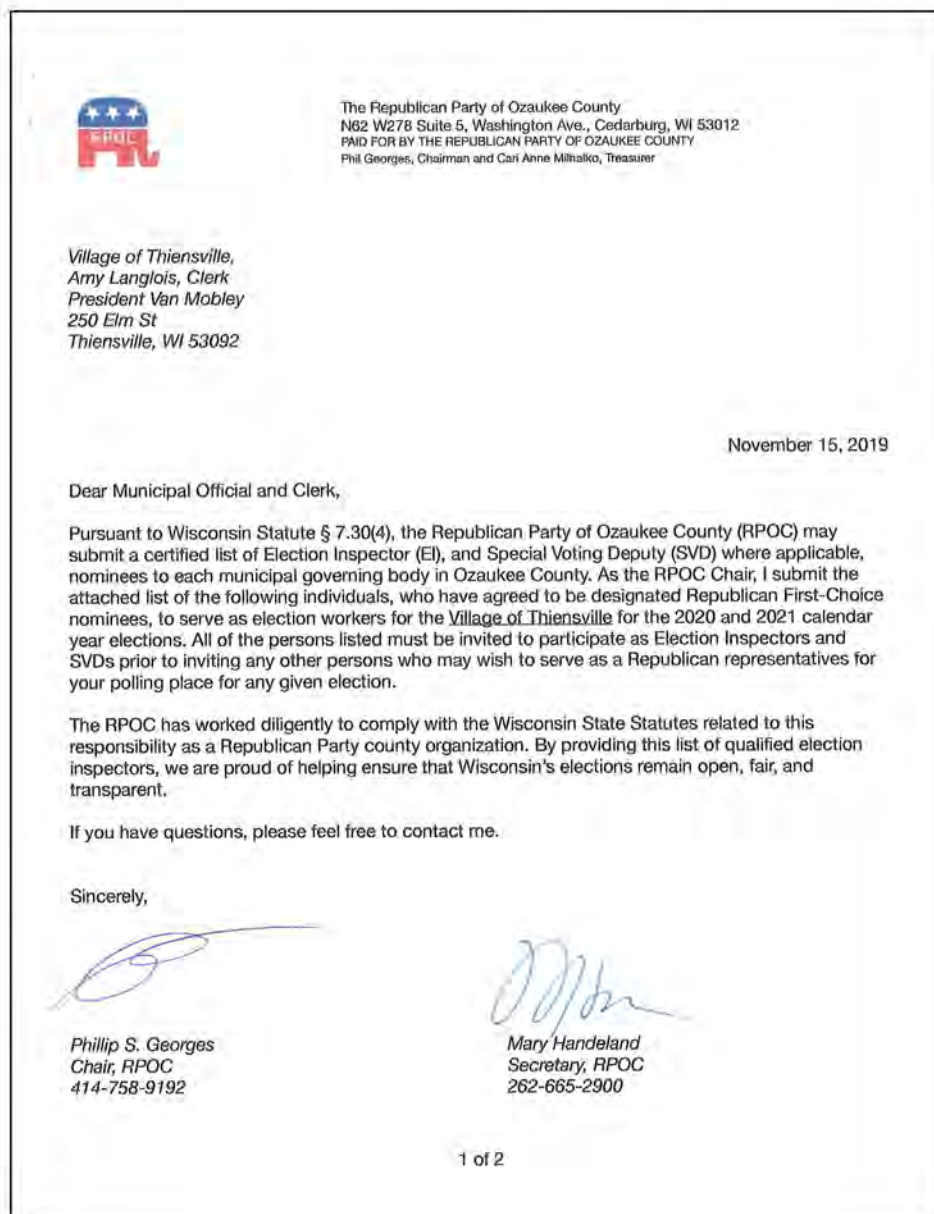 RPOC
The Republican Party of Ozaukee County
N62 W278 Suite 5, Washington Ave., Cedarburg, WI 53012
PAID FOR BY THE REPUBLICAN PARTY OF OZAUKEE COUNTY
Phil Georges, Chairman and Cari Anne Mihalko, Treasurer
Village of Thiensville,
Amy Langlois, Clerk
President Van Mobley
250 Elm St
Thiensville, WI 53092
November 15, 2019
Dear Municipal Official and Clerk,
Pursuant to Wisconsin Statute § 7.30(4), the Republican Party of Ozaukee County (RPOC) may
submit a certified list of Election Inspector (EI), and Special Voting Deputy (SVD) where applicable,
nominees to each municipal governing body in Ozaukee County. As the RPOC Chair, I submit the
attached list of the following individuals, who have agreed to be designated Republican First-Choice
nominees, to serve as election workers for the Village of Thiensville for the 2020 and 2021 calendar
year elections. All of the persons listed must be invited to participate as Election Inspectors and
SVDs prior to inviting any other persons who may wish to serve as a Republican representatives for
your polling place for any given election.
The RPOC has worked diligently to comply with the Wisconsin State Statutes related to this
responsibility as a Republican Party county organization. By providing this list of qualified election
inspectors, we are proud of helping ensure that Wisconsin's elections remain open, fair, and
transparent.
If you have questions, please feel free to contact me.
Sincerely,
Phillip S. Georges
Chair, RPOC
414-758-9192
Mary Handeland
Secretary, RPOC
262-665-2900
1 of 2